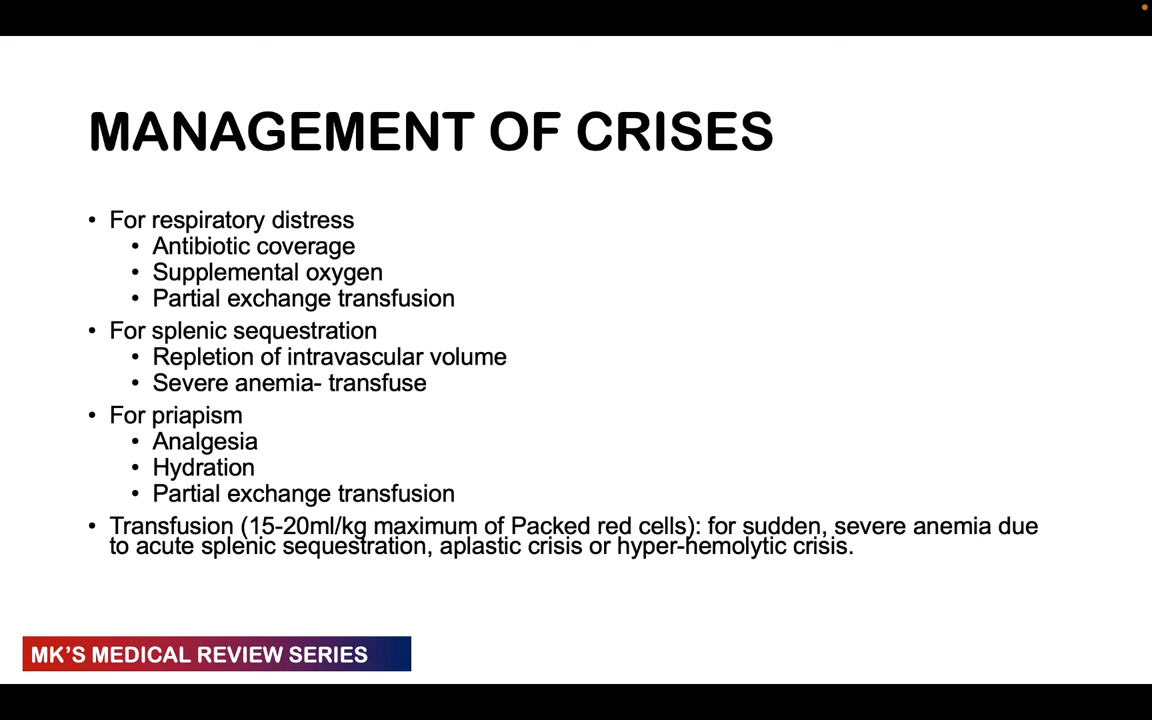 MANAGEMENT OF CRISES
• For respiratory distress
• Antibiotic coverage
• Supplemental oxygen
• Partial exchange transfusion
• For splenic sequestration
• Repletion of intravascular volume
• Severe anemia- transfuse
• For priapism
• Analgesia
• Hydration
• Partial exchange transfusion
• Transfusion (15-20ml/kg maximum of Packed red cells): for sudden, severe anemia due
to acute splenic sequestration, aplastic crisis or hyper-hemolytic crisis.
MK'S MEDICAL REVIEW SERIES